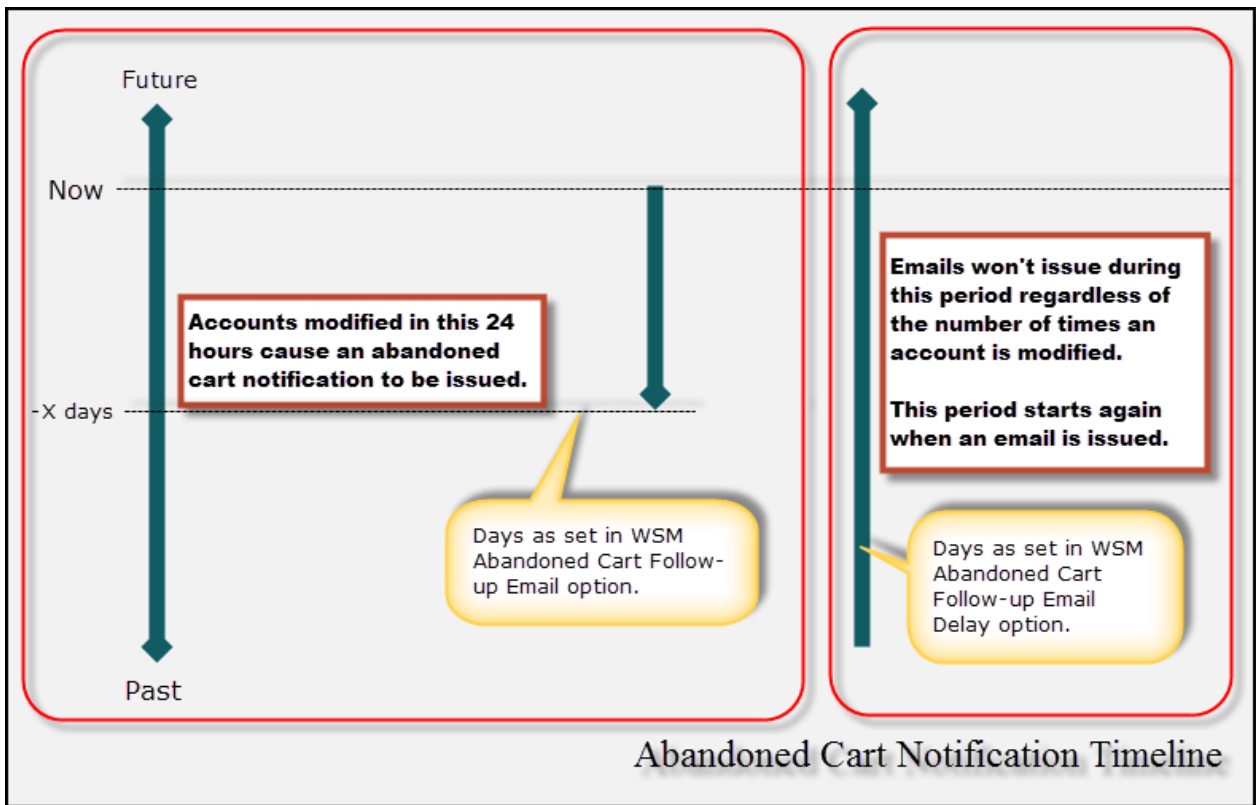 Future
Now
Accounts modified in this 24
hours cause an abandoned
cart notification to be issued.
-X days
Days as set in WSM
Abandoned Cart Follow-
up Email option.
Past
Emails won't issue during
this period regardless of
the number of times an
account is modified.
This period starts again
when an email is issued.
Days as set in WSM
Abandoned Cart
Follow-up Email
Delay option.
Abandoned Cart Notification Timeline